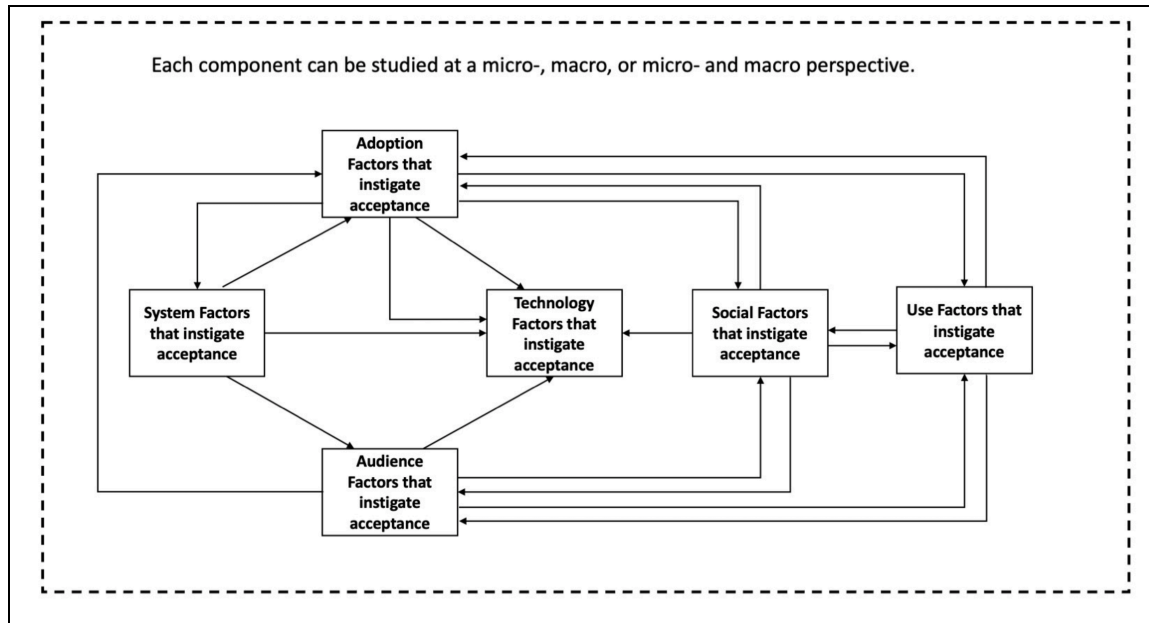 Each component can be studied at a micro-, macro, or micro- and macro perspective.
Adoption
Factors that
instigate
acceptance
System Factors
that instigate
acceptance
Technology
Factors that
instigate
acceptance
Social Factors
that instigate
acceptance
Use Factors that
instigate
acceptance
Audience
Factors that
instigate
acceptance